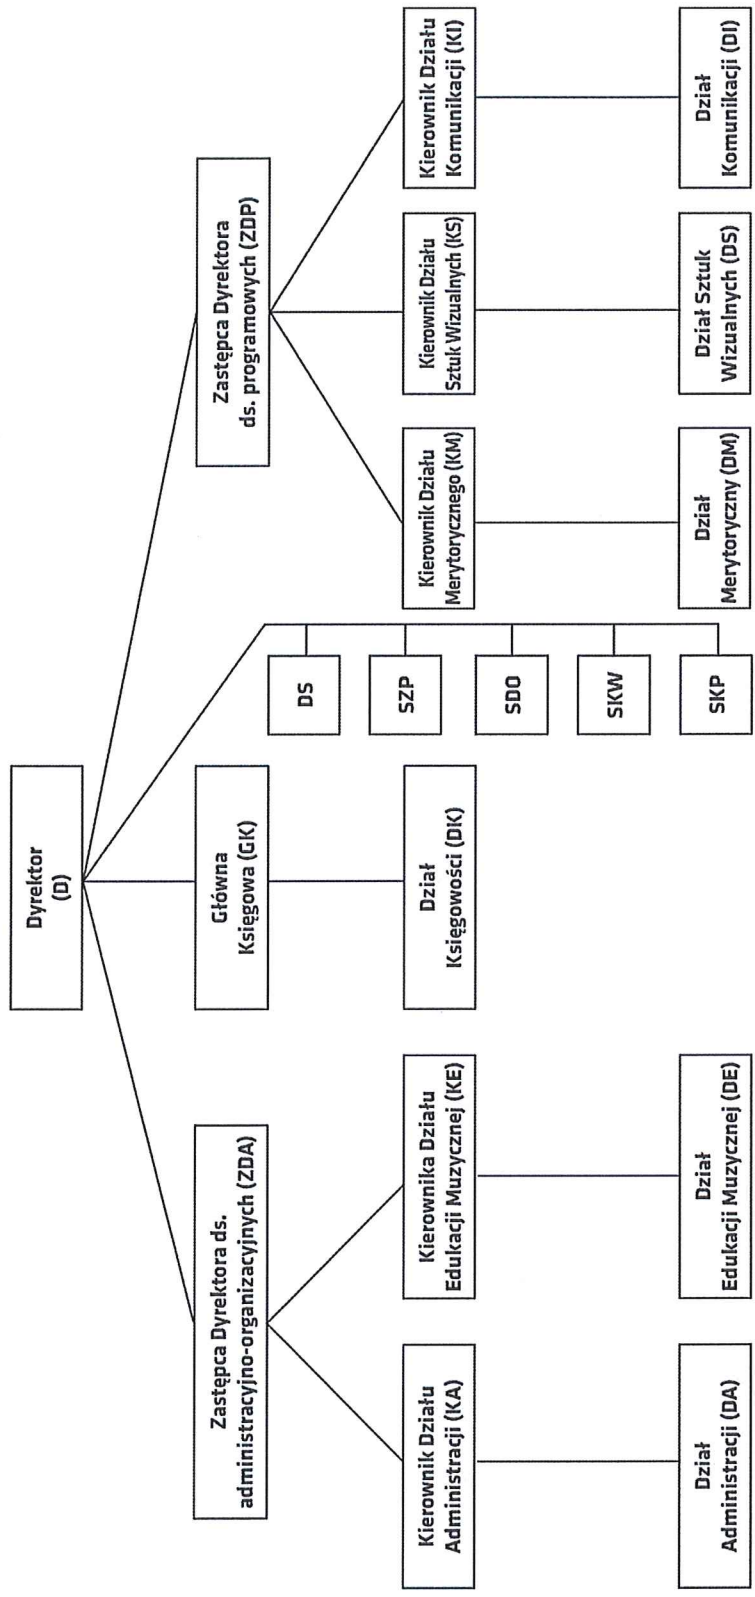 Dyrektor
(D)
Zastępca Dyrektora ds.
administracyjno-organizacyjnych (ZDA)
Główna
Księgowa (GK)
Zastępca Dyrektora
ds. programowych (ZDP)
Kierownik Działu
Administracji (KA)
Kierownika Działu
Edukacji Muzycznej (KE)
Dział
Księgowości (DK)
DS
SZP
SDO
SKW
SKP
Kierownik Działu
Merytorycznego (KM)
Kierownik Działu
Sztuk Wizualnych (KS)
Kierownik Działu
Komunikacji (KI)
Dział
Administracji (DA)
Dział
Edukacji Muzycznej (DE)
Dział
Merytoryczny (DM)
Dział Sztuk
Wizualnych (DS)
Dział
Komunikacji (DI)